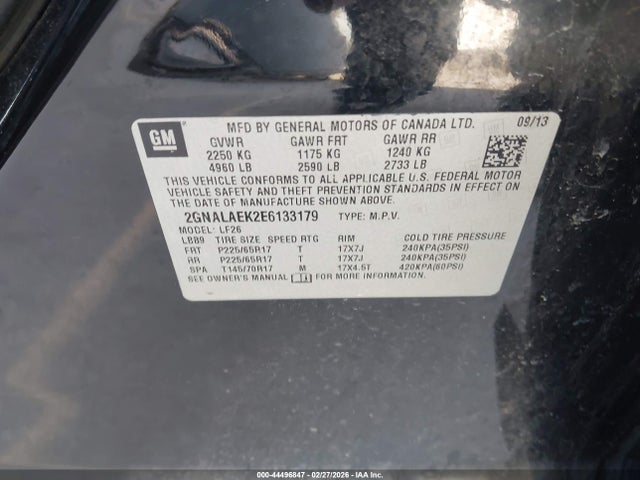 GM
MFD BY GENERAL MOTORS OF CANADA LTD. 09/13
GVWR GAWR FRT GAWR RR
2250 KG 1175 KG 1240 KG
4960 LB 2590 LB 2733 LB
THIS VEHICLE CONFORMS TO ALL APPLICABLE U.S. FEDERAL MOTOR
VEHICLE SAFETY AND THEFT PREVENTION STANDARDS IN EFFECT ON
THE DATE OF MANUFACTURE SHOWN ABOVE.
2GNALAEK2E6133179 TYPE: M.P.V.
MODEL: LF26
LBB9 TIRE SIZE SPEED RTG RIM COLD TIRE PRESSURE
FRT P225/65R17 T 17X7J 240KPA(35PSI)
RR P225/65R17 T 17X7J 240KPA(35PSI)
SPA T145/70R17 M 17X4.5T 420KPA(60PSI)
SEE OWNER'S MANUAL FOR MORE INFORMATION.
000-44496847 - 02/27/2026 - IAAI.COM